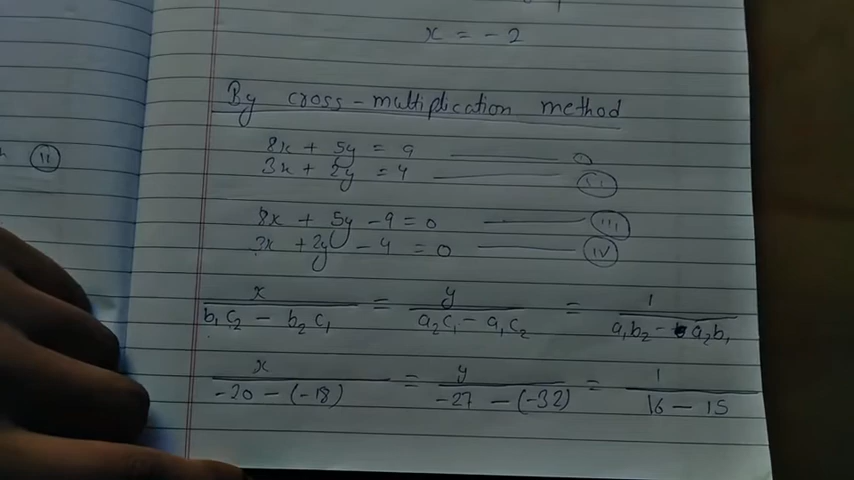 x = - 2
(ii)
By cross-multiplication method
8x + 5y = 9 ——— (i)
3x + 2y = 4 ——— (ii)
8x + 5y - 9 = 0 ——— (iii)
3x + 2y - 4 = 0 ——— (iv)
x / (b₁c₂ - b₂c₁) = y / (a₂c₁ - a₁c₂) = 1 / (a₁b₂ - a₂b₁)
x / (-20 - (-18)) = y / (-27 - (-32)) = 1 / (16 - 15)